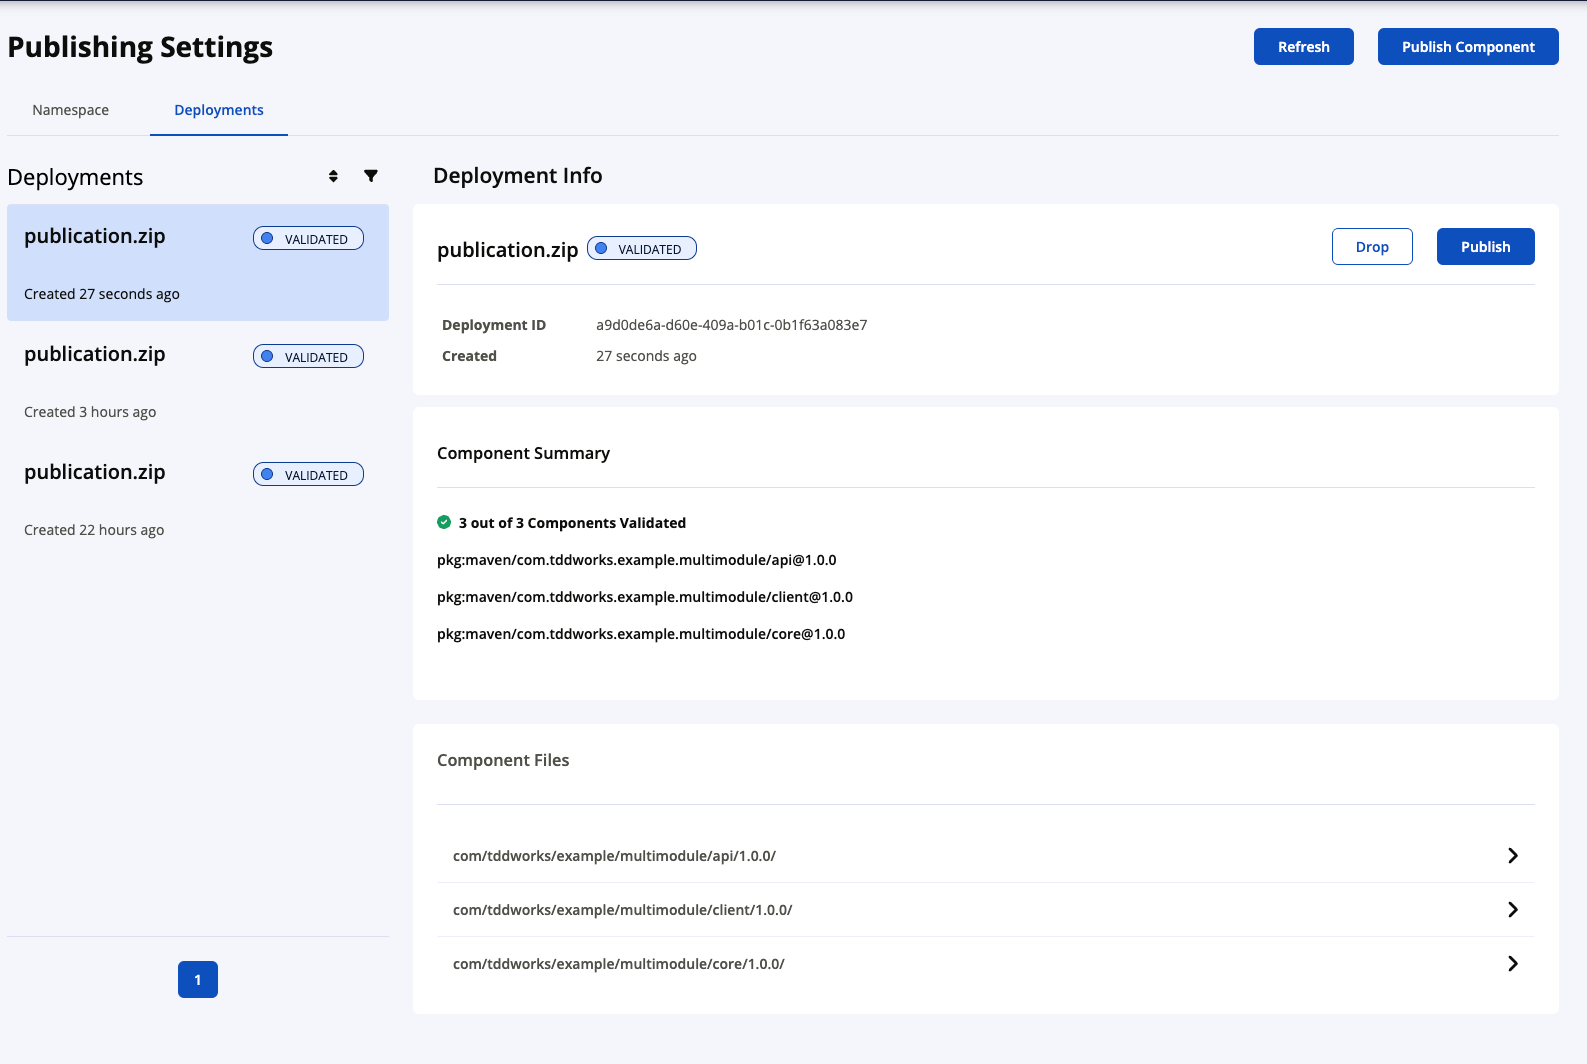 Publishing Settings
Refresh
Publish Component
Namespace
Deployments
Deployments
publication.zip
VALIDATED
Created 27 seconds ago
publication.zip
VALIDATED
Created 3 hours ago
publication.zip
VALIDATED
Created 22 hours ago
1
Deployment Info
publication.zip
VALIDATED
Drop
Publish
Deployment ID
a9d0de6a-d60e-409a-b01c-0b1f63a083e7
Created
27 seconds ago
Component Summary
3 out of 3 Components Validated
pkg:maven/com.tddworks.example.multimodule/api@1.0.0
pkg:maven/com.tddworks.example.multimodule/client@1.0.0
pkg:maven/com.tddworks.example.multimodule/core@1.0.0
Component Files
com/tddworks/example/multimodule/api/1.0.0/
com/tddworks/example/multimodule/client/1.0.0/
com/tddworks/example/multimodule/core/1.0.0/